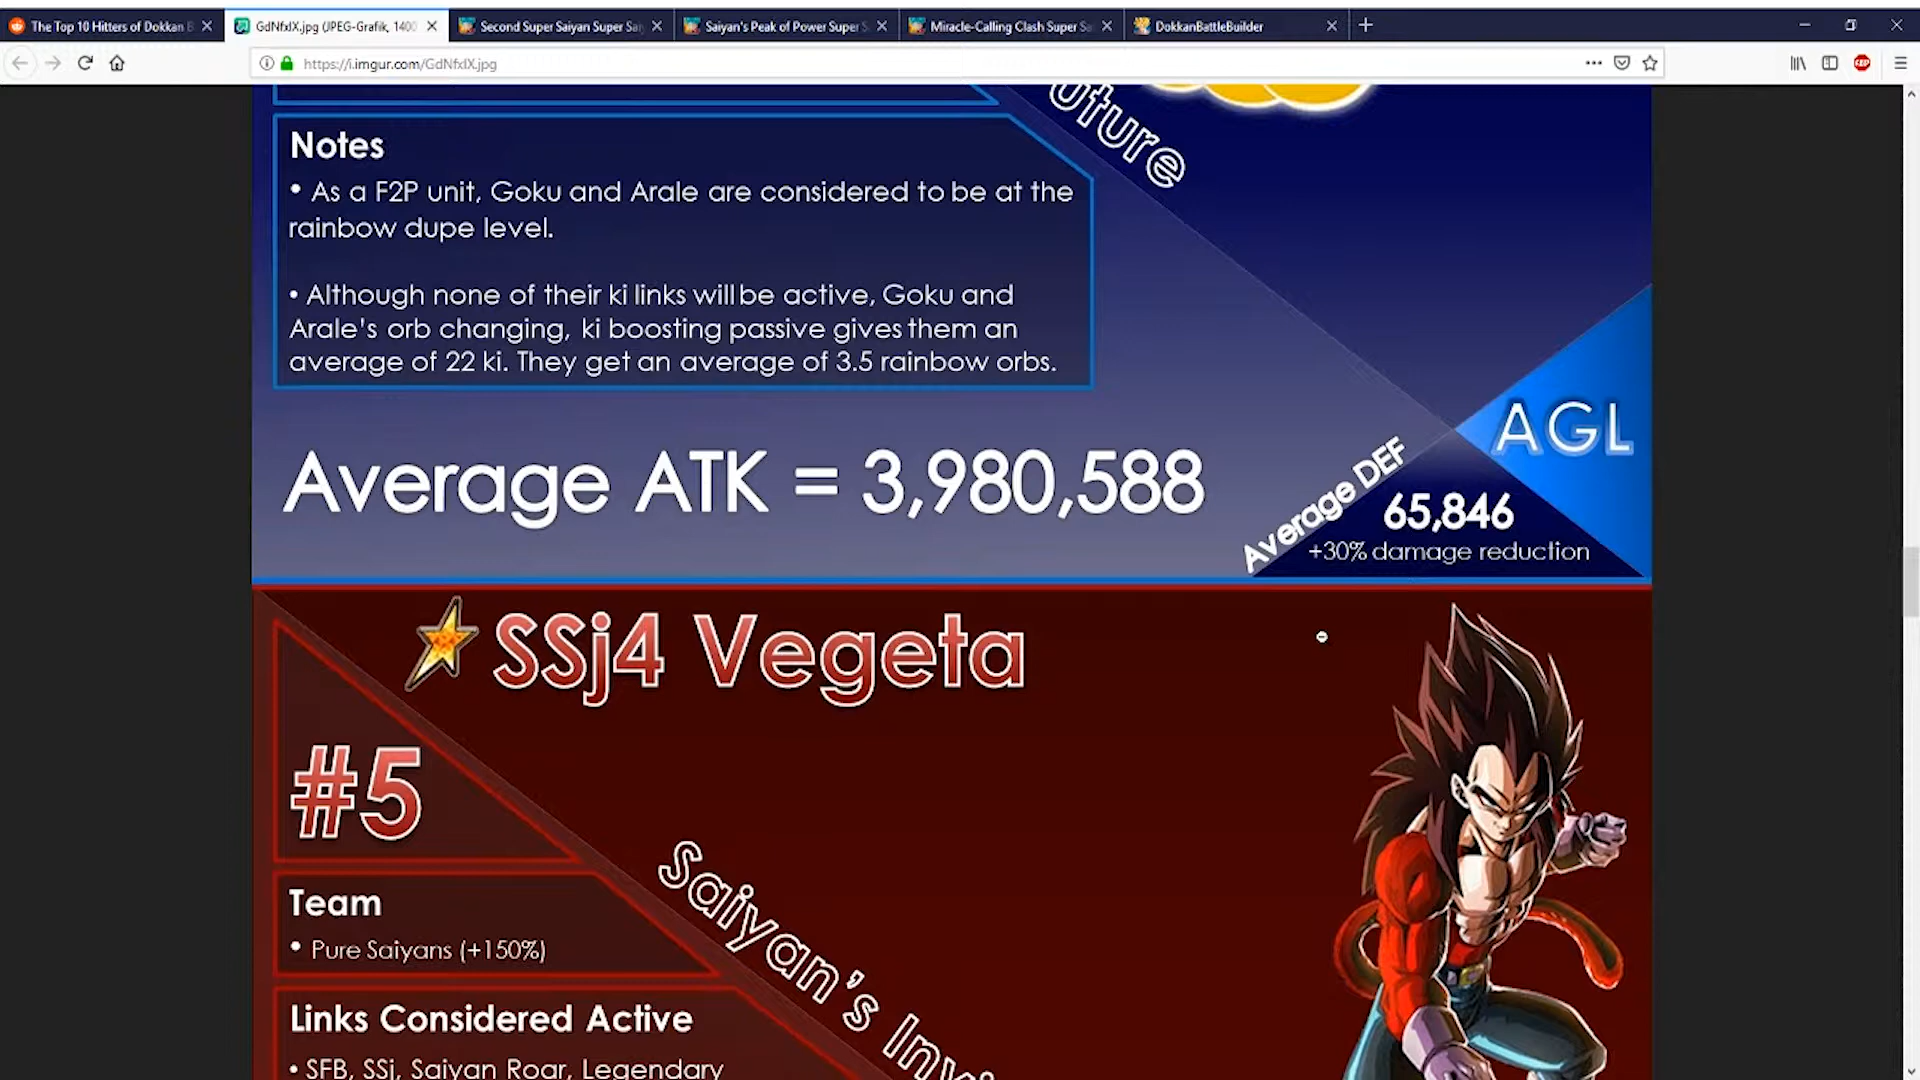 The Top 10 Hitters of Dokkan B
GdNfxlX.jpg (JPEG-Grafik, 1400
Second Super Saiyan Super Sai
Saiyan's Peak of Power Super S
Miracle-Calling Clash Super Sa
DokkanBattleBuilder
https://i.imgur.com/GdNfxlX.jpg
uture
Notes
• As a F2P unit, Goku and Arale are considered to be at the
rainbow dupe level.
• Although none of their ki links will be active, Goku and
Arale's orb changing, ki boosting passive gives them an
average of 22 ki. They get an average of 3.5 rainbow orbs.
AGL
Average ATK = 3,980,588
Average DEF
65,846
+30% damage reduction
SSj4 Vegeta
#5
Saiyan's Invi
Team
• Pure Saiyans (+150%)
Links Considered Active
• SFB, SSj, Saiyan Roar, Legendary